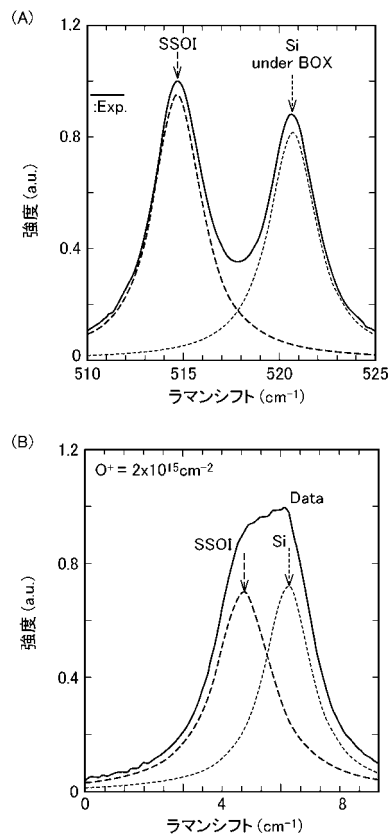 (A)
1.2
SSOI
Si
under BOX
:Exp.
0.8
強度 (a.u.)
0.4
0
510
515
520
525
ラマンシフト (cm⁻¹)
(B)
1.2
O⁺ = 2x10¹⁵cm⁻²
Data
SSOI
Si
0.8
強度 (a.u.)
0.4
0
0
4
6
8
ラマンシフト (cm⁻¹)